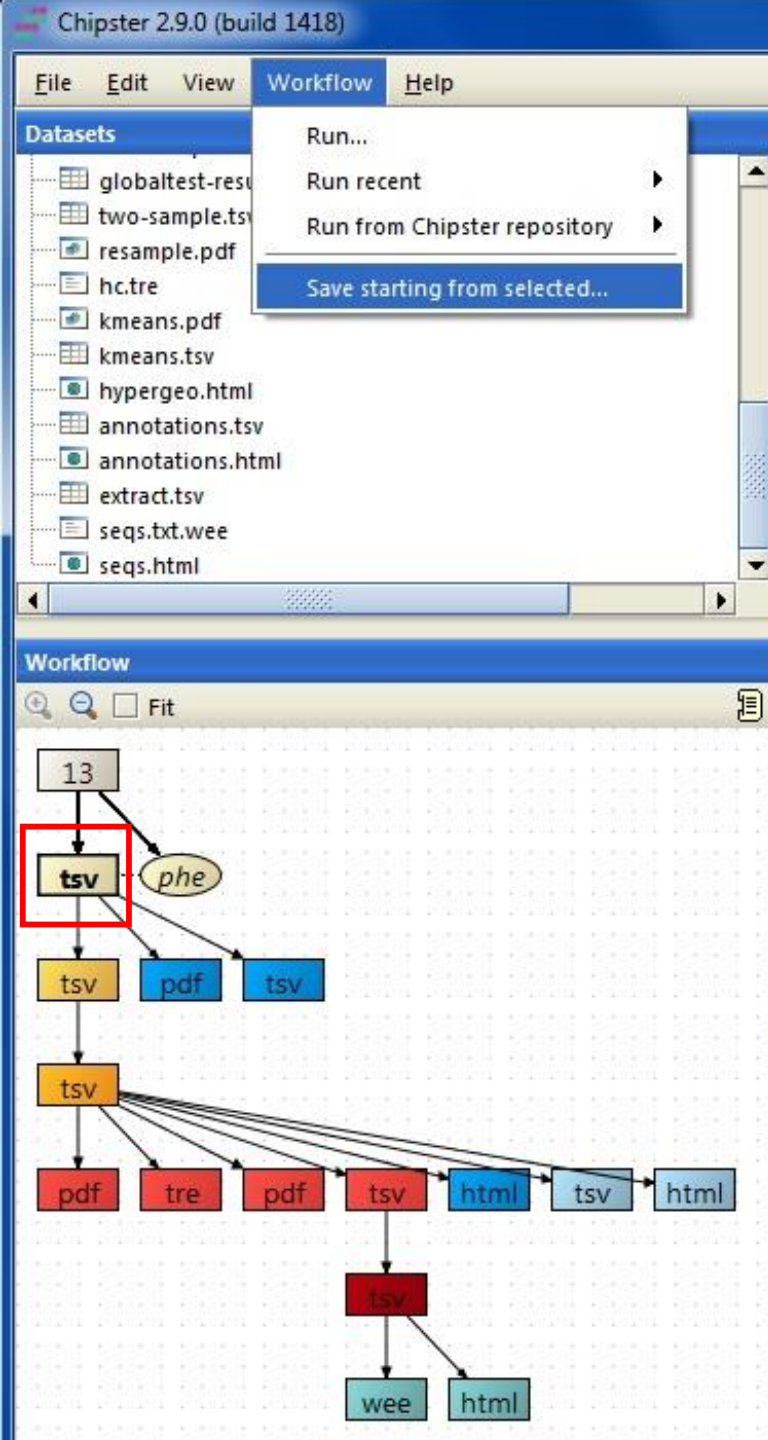 Chipster 2.9.0 (build 1418)
File Edit View Workflow Help
Datasets
Run...
globaltest-resu
Run recent
two-sample.tsv
Run from Chipster repository
resample.pdf
hc.tre
Save starting from selected...
kmeans.pdf
kmeans.tsv
hypergeo.html
annotations.tsv
annotations.html
extract.tsv
seqs.txt.wee
seqs.html
Workflow
Fit
13
tsv phe
tsv pdf tsv
tsv
pdf tre pdf tsv html tsv html
tsv
wee html